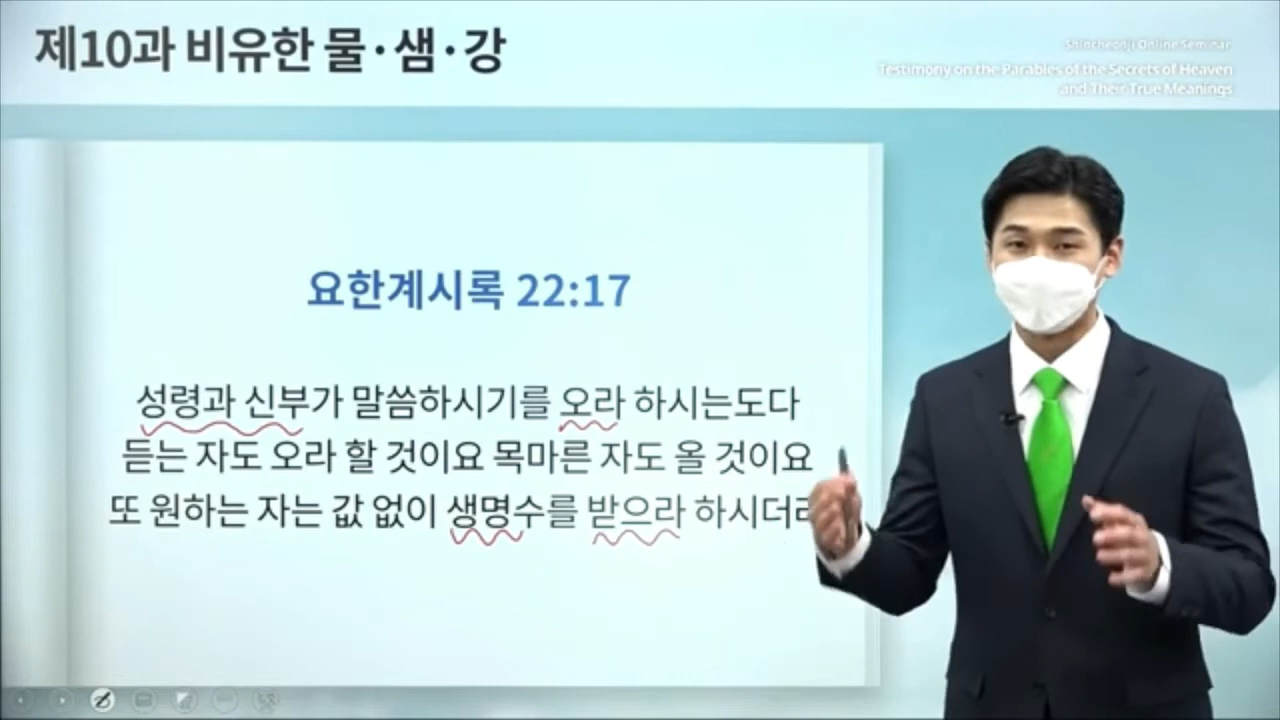 제10과 비유한 물·샘·강
Shincheonji Online Seminar
Testimony on the Parables of the Secrets of Heaven
and Their True Meanings
요한계시록 22:17
성령과 신부가 말씀하시기를 오라 하시는도다
듣는 자도 오라 할 것이요 목마른 자도 올 것이요
또 원하는 자는 값 없이 생명수를 받으라 하시더라